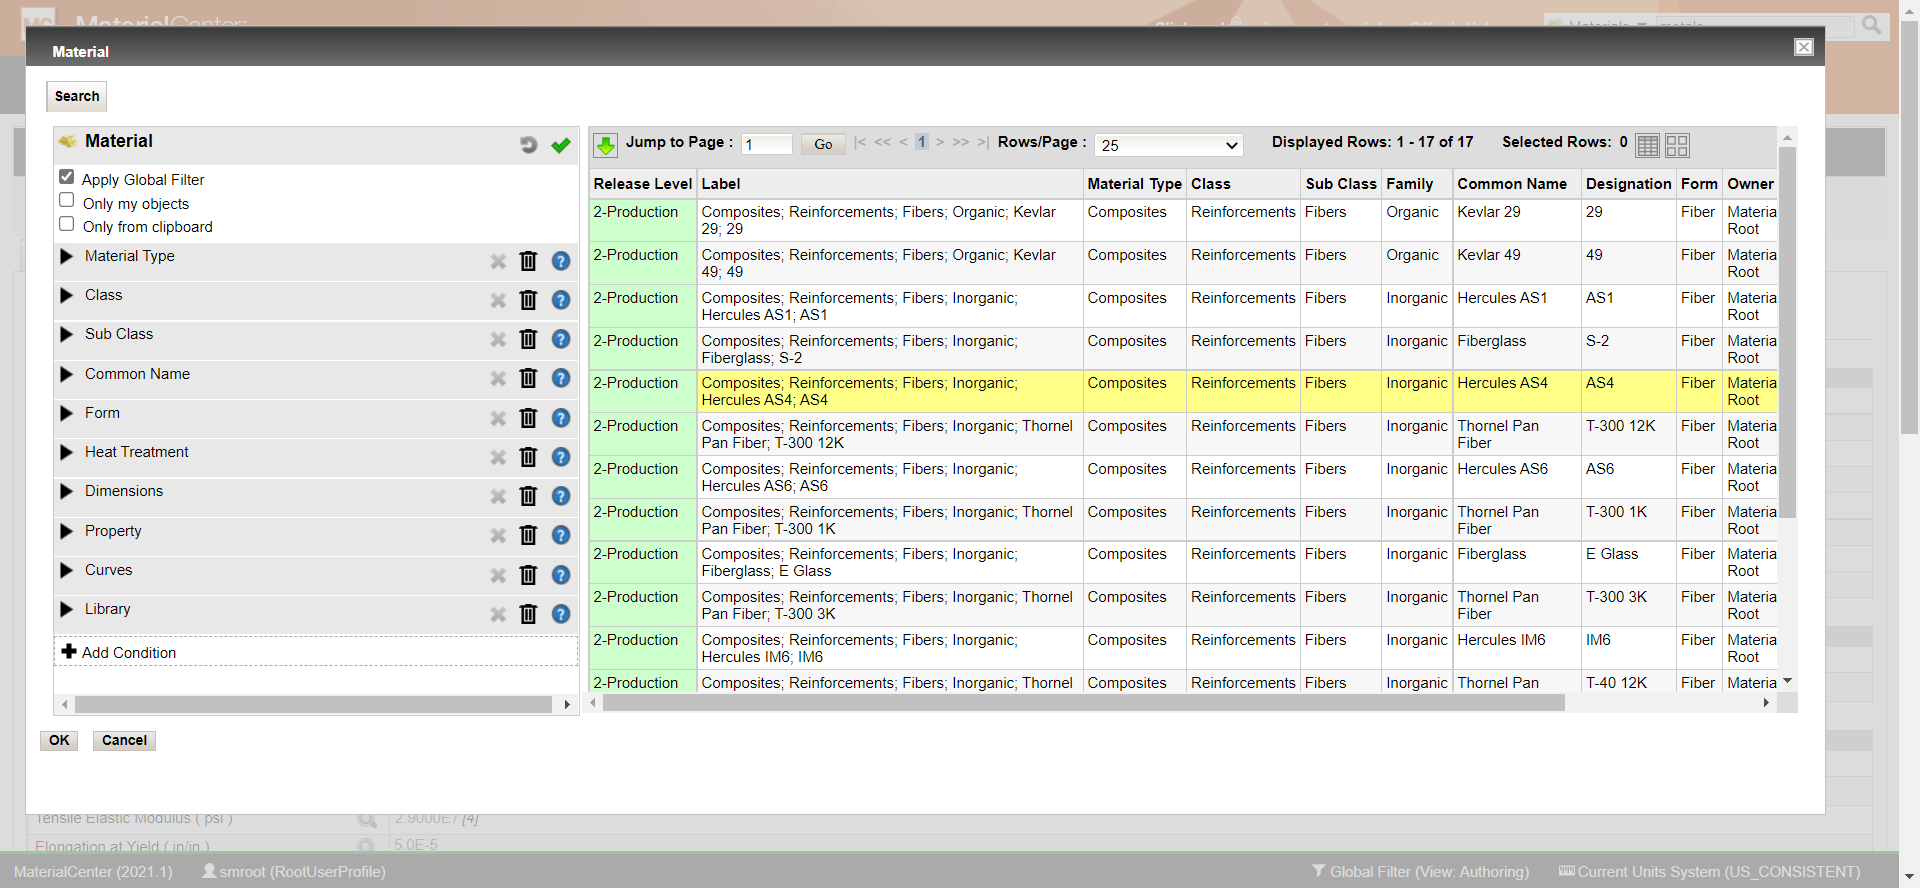 MaterialCenter
Materials
metals
Material
Search
Material
Apply Global Filter
Only my objects
Only from clipboard
Material Type
Class
Sub Class
Common Name
Form
Heat Treatment
Dimensions
Property
Curves
Library
Add Condition
Jump to Page : 1 Go |< << < 1 > >> >| Rows/Page : 25 Displayed Rows: 1 - 17 of 17 Selected Rows: 0
Release Level Label Material Type Class Sub Class Family Common Name Designation Form Owner
2-Production Composites; Reinforcements; Fibers; Organic; Kevlar Composites Reinforcements Fibers Organic Kevlar 29 29 Fiber Materia
29; 29 Root
2-Production Composites; Reinforcements; Fibers; Organic; Kevlar Composites Reinforcements Fibers Organic Kevlar 49 49 Fiber Materia
49; 49 Root
2-Production Composites; Reinforcements; Fibers; Inorganic; Composites Reinforcements Fibers Inorganic Hercules AS1 AS1 Fiber Materia
Hercules AS1; AS1 Root
2-Production Composites; Reinforcements; Fibers; Inorganic; Composites Reinforcements Fibers Inorganic Fiberglass S-2 Fiber Materia
Fiberglass; S-2 Root
2-Production Composites; Reinforcements; Fibers; Inorganic; Composites Reinforcements Fibers Inorganic Hercules AS4 AS4 Fiber Materia
Hercules AS4; AS4 Root
2-Production Composites; Reinforcements; Fibers; Inorganic; Thornel Composites Reinforcements Fibers Inorganic Thornel Pan T-300 12K Fiber Materia
Pan Fiber; T-300 12K Fiber Root
2-Production Composites; Reinforcements; Fibers; Inorganic; Composites Reinforcements Fibers Inorganic Hercules AS6 AS6 Fiber Materia
Hercules AS6; AS6 Root
2-Production Composites; Reinforcements; Fibers; Inorganic; Thornel Composites Reinforcements Fibers Inorganic Thornel Pan T-300 1K Fiber Materia
Pan Fiber; T-300 1K Fiber Root
2-Production Composites; Reinforcements; Fibers; Inorganic; Composites Reinforcements Fibers Inorganic Fiberglass E Glass Fiber Materia
Fiberglass; E Glass Root
2-Production Composites; Reinforcements; Fibers; Inorganic; Thornel Composites Reinforcements Fibers Inorganic Thornel Pan T-300 3K Fiber Materia
Pan Fiber; T-300 3K Fiber Root
2-Production Composites; Reinforcements; Fibers; Inorganic; Composites Reinforcements Fibers Inorganic Hercules IM6 IM6 Fiber Materia
Hercules IM6; IM6 Root
2-Production Composites; Reinforcements; Fibers; Inorganic; Thornel Composites Reinforcements Fibers Inorganic Thornel Pan T-40 12K Fiber Materia
OK Cancel
Tensile Elastic Modulus ( psi ) 2.9000E7 [4]
Elongation at Yield ( in/in ) 5.0E-5
MaterialCenter (2021.1) smroot (RootUserProfile) Global Filter (View: Authoring) Current Units System (US_CONSISTENT)